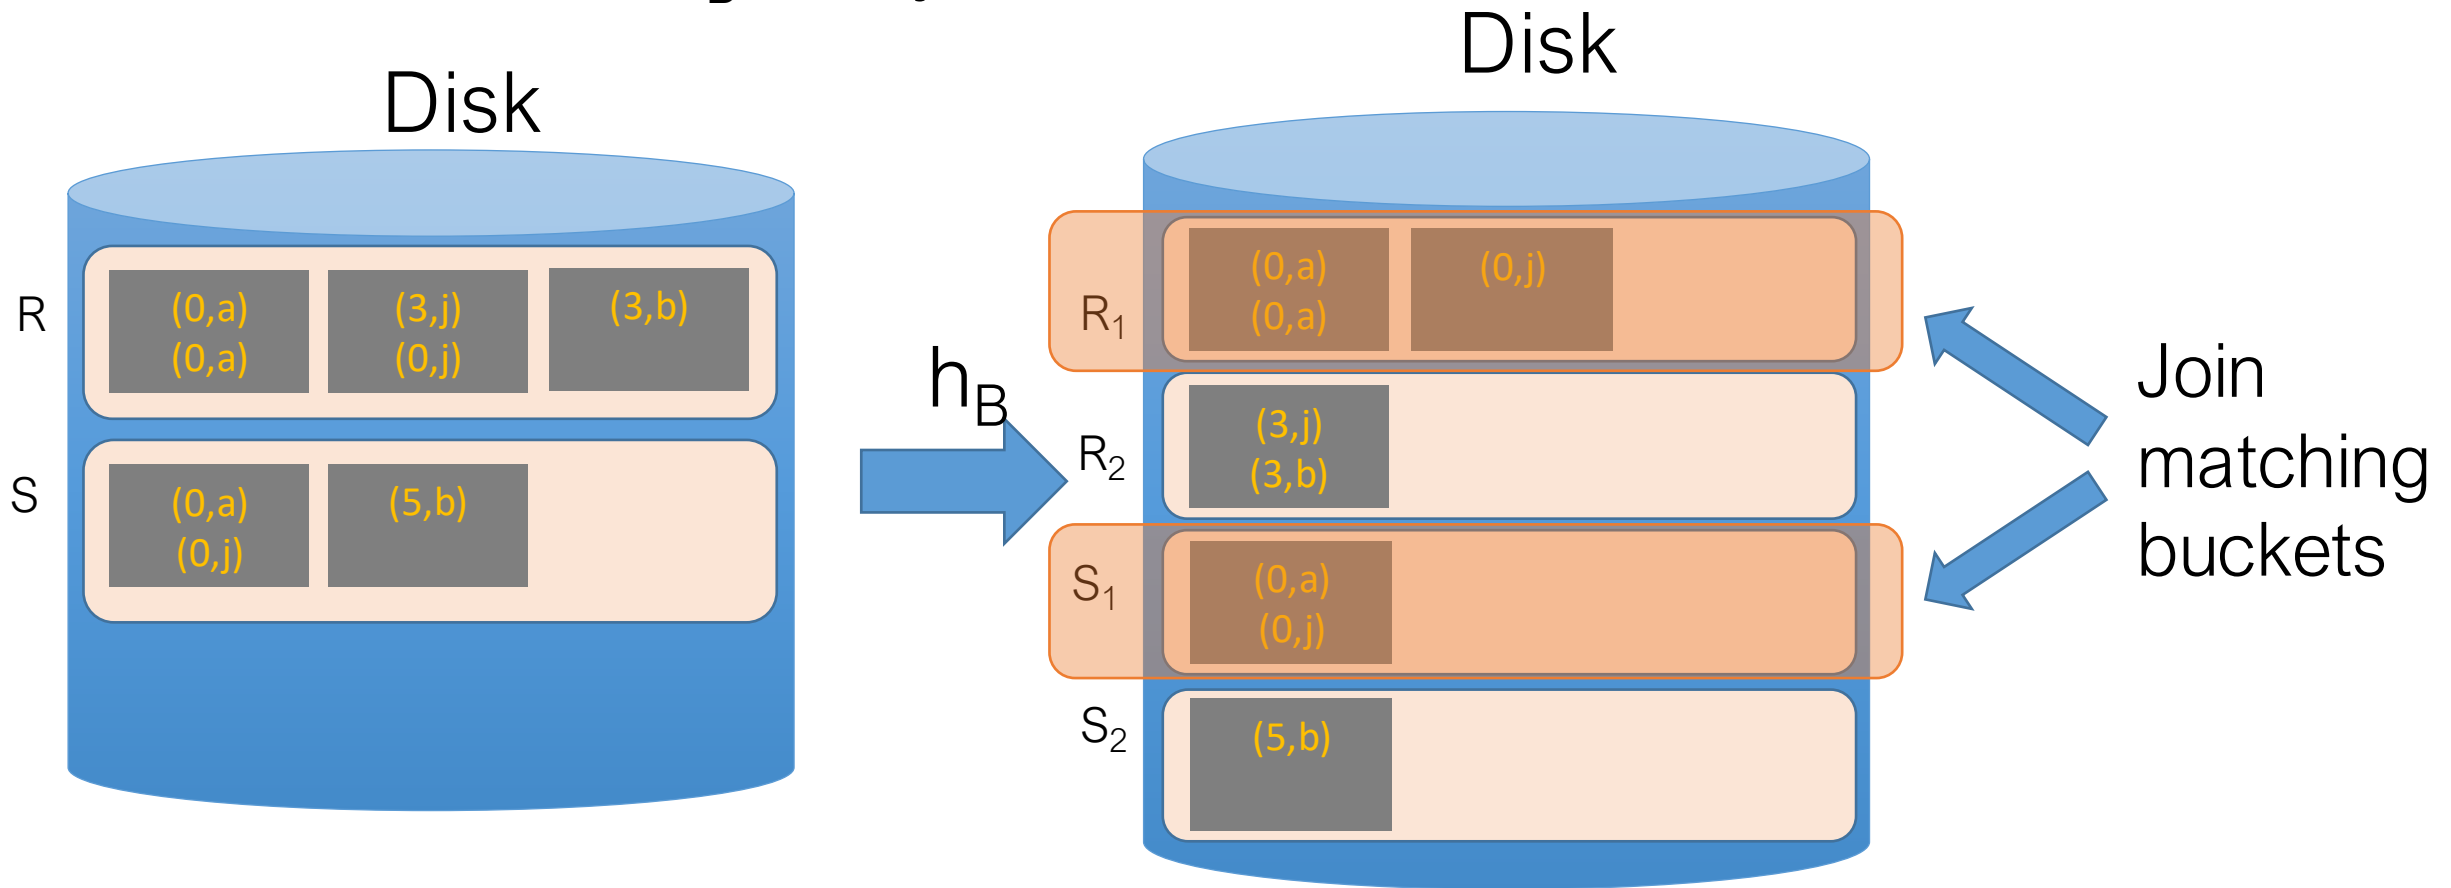 Disk
R
(0,a)
(0,a)
(3,j)
(0,j)
(3,b)
S
(0,a)
(0,j)
(5,b)
h_B
Disk
R₁
(0,a)
(0,a)
(0,j)
R₂
(3,j)
(3,b)
S₁
(0,a)
(0,j)
S₂
(5,b)
Join
matching
buckets